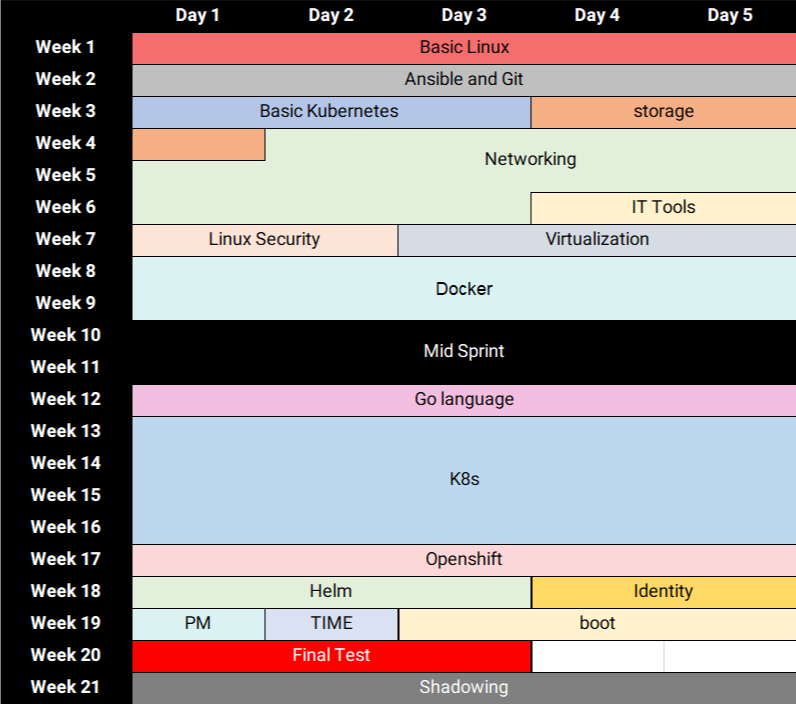 Day 1 Day 2 Day 3 Day 4 Day 5
Week 1 Basic Linux
Week 2 Ansible and Git
Week 3 Basic Kubernetes storage
Week 4
Networking
Week 5
Week 6 IT Tools
Week 7 Linux Security Virtualization
Week 8
Docker
Week 9
Week 10
Mid Sprint
Week 11
Week 12 Go language
Week 13
Week 14
K8s
Week 15
Week 16
Week 17 Openshift
Week 18 Helm Identity
Week 19 PM TIME boot
Week 20 Final Test
Week 21 Shadowing